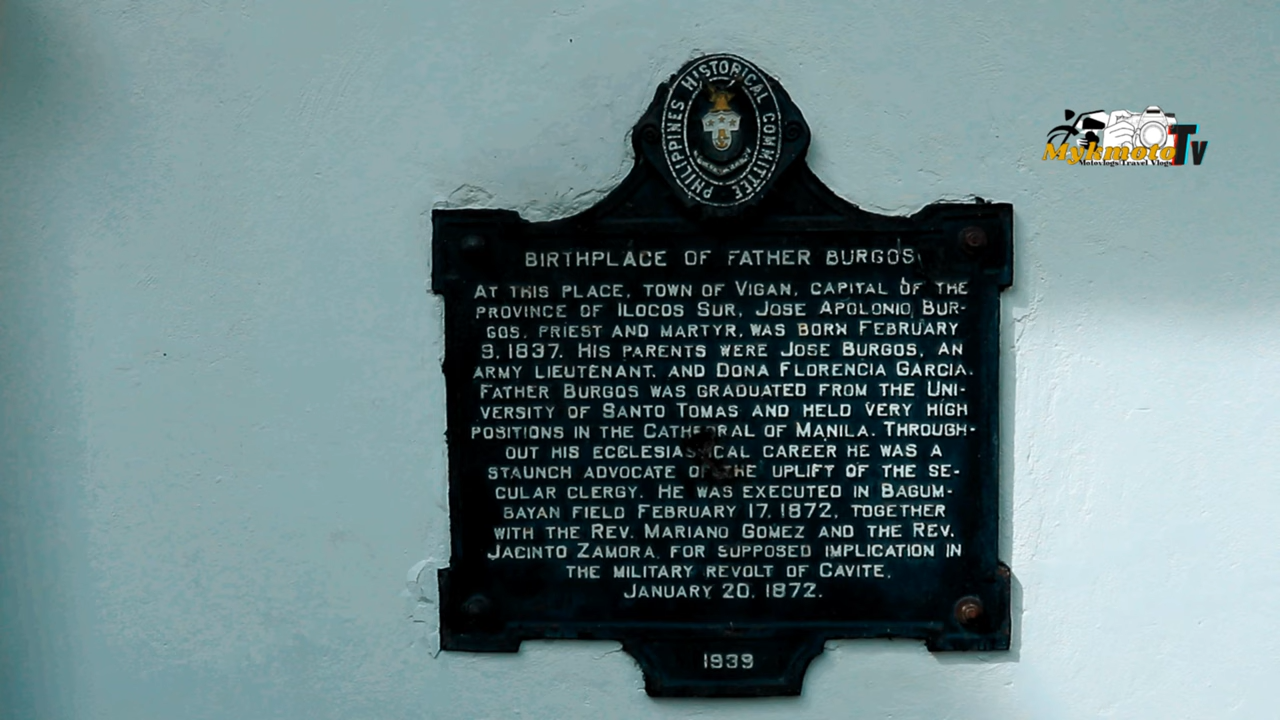 PHILIPPINES HISTORICAL COMMITTEE
MykmotoTv
Motovlogs/Travel Vlogs
BIRTHPLACE OF FATHER BURGOS
AT THIS PLACE, TOWN OF VIGAN, CAPITAL OF THE
PROVINCE OF ILOCOS SUR, JOSE APOLONIO BUR-
GOS, PRIEST AND MARTYR, WAS BORN FEBRUARY
9, 1837. HIS PARENTS WERE JOSE BURGOS, AN
ARMY LIEUTENANT, AND DONA FLORENCIA GARCIA.
FATHER BURGOS WAS GRADUATED FROM THE UNI-
VERSITY OF SANTO TOMAS AND HELD VERY HIGH
POSITIONS IN THE CATHEDRAL OF MANILA. THROUGH-
OUT HIS ECCLESIASTICAL CAREER HE WAS A
STAUNCH ADVOCATE OF THE UPLIFT OF THE SE-
CULAR CLERGY. HE WAS EXECUTED IN BAGUM-
BAYAN FIELD FEBRUARY 17, 1872, TOGETHER
WITH THE REV. MARIANO GOMEZ AND THE REV.
JACINTO ZAMORA, FOR SUPPOSED IMPLICATION IN
THE MILITARY REVOLT OF CAVITE,
JANUARY 20, 1872.
1939